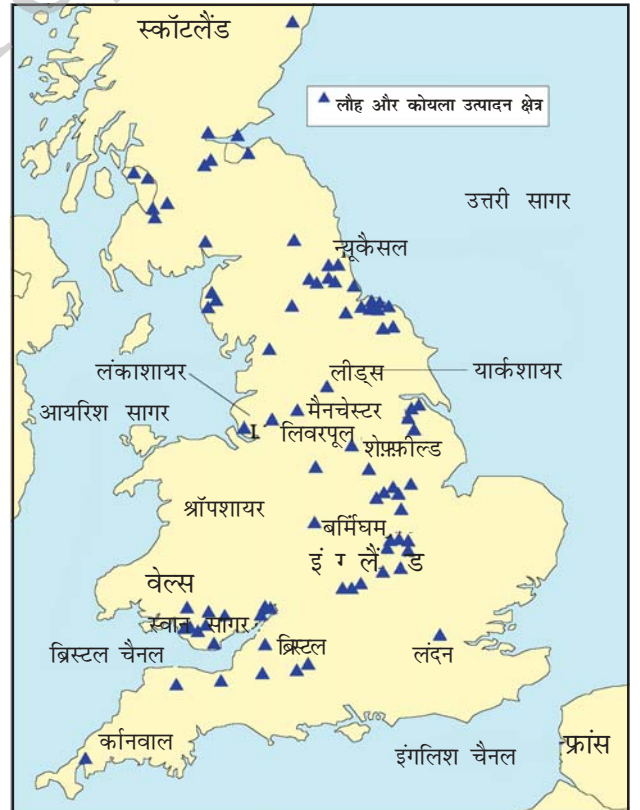 स्कॉटलैंड
लौह और कोयला उत्पादन क्षेत्र
उत्तरी सागर
न्यूकैसल
लंकाशायर
लीड्स
यार्कशायर
आयरिश सागर
मैनचेस्टर
लिवरपूल
शेफ़्फ़ील्ड
श्रॉपशायर
बर्मिंघम
इंग्लैंड
वेल्स
स्वान सागर
ब्रिस्टल चैनल
ब्रिस्टल
लंदन
कॉर्नवाल
इंगलिश चैनल
फ्रांस